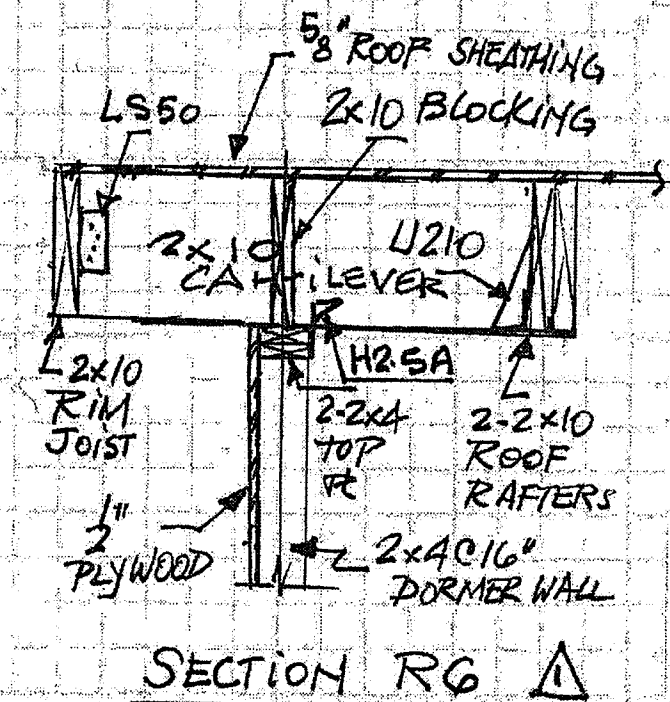 5/8" ROOF SHEATHING
LS50
2x10 BLOCKING
2x10
CANTILEVER
U210
H2.5A
2x10
RIM
JOIST
2-2x4
TOP
PL
2-2x10
ROOF
RAFTERS
1/2"
PLYWOOD
2x4 @ 16"
DORMER WALL
SECTION R6
1